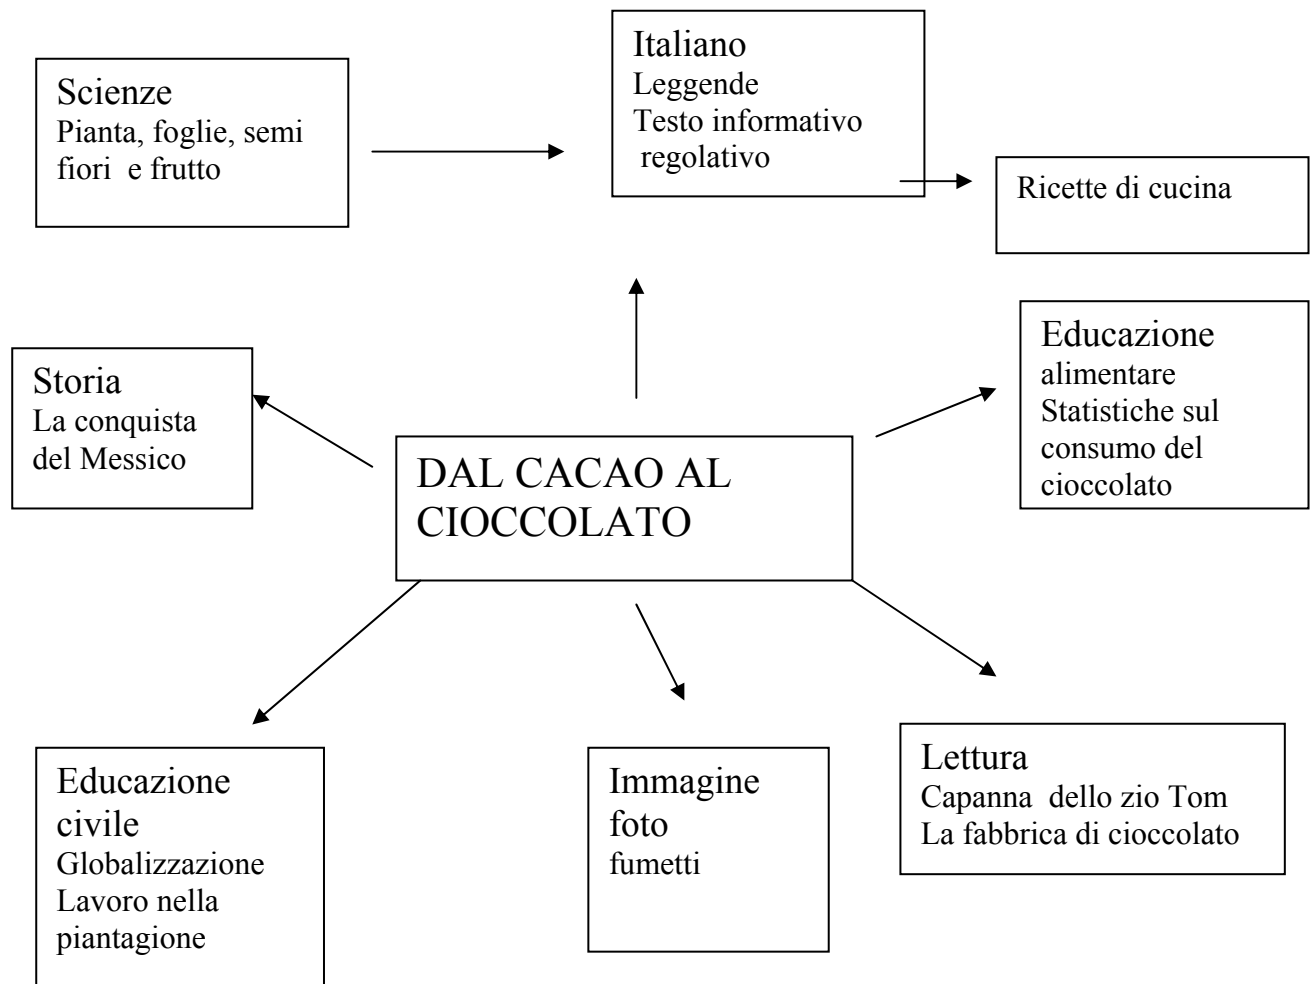 Italiano
Leggende
Testo informativo
regolativo
Scienze
Pianta, foglie, semi
fiori e frutto
Ricette di cucina
Educazione
alimentare
Statistiche sul
consumo del
cioccolato
Storia
La conquista
del Messico
DAL CACAO AL
CIOCCOLATO
Lettura
Capanna dello zio Tom
La fabbrica di cioccolato
Educazione
civile
Globalizzazione
Lavoro nella
piantagione
Immagine
foto
fumetti